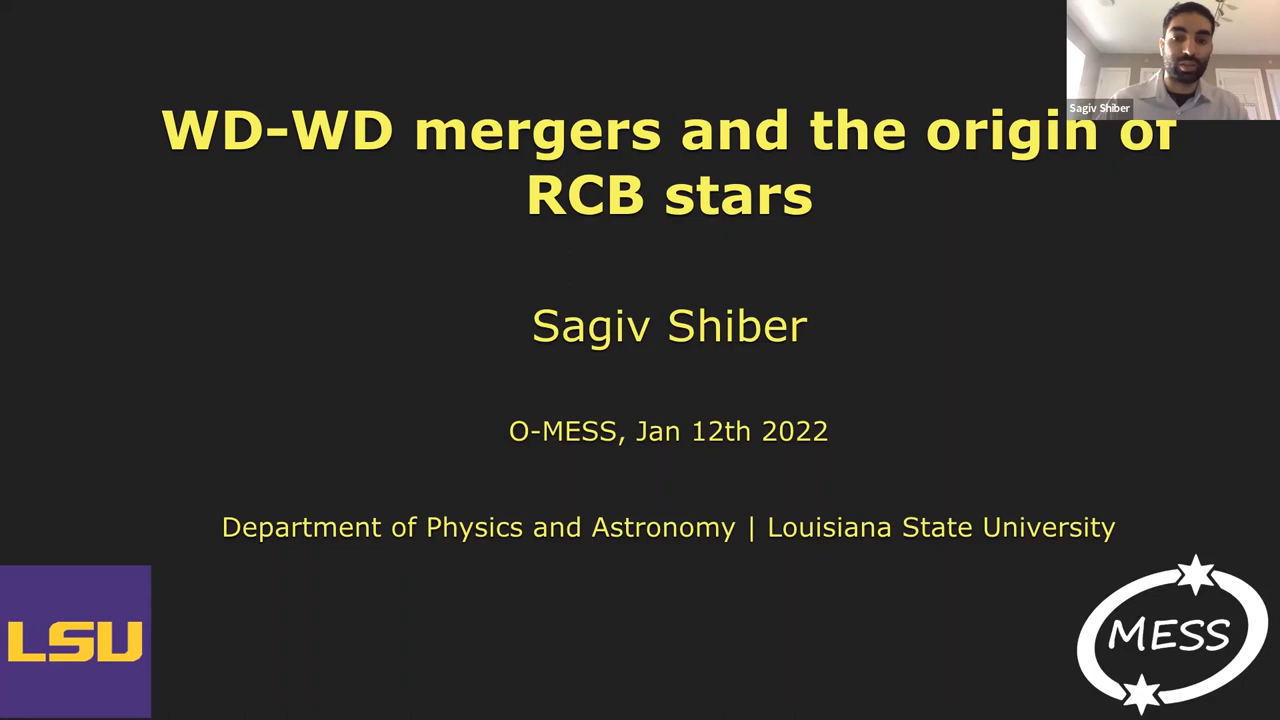 Sagiv Shiber
WD-WD mergers and the origin of
RCB stars
Sagiv Shiber
O-MESS, Jan 12th 2022
Department of Physics and Astronomy | Louisiana State University
LSU
MESS